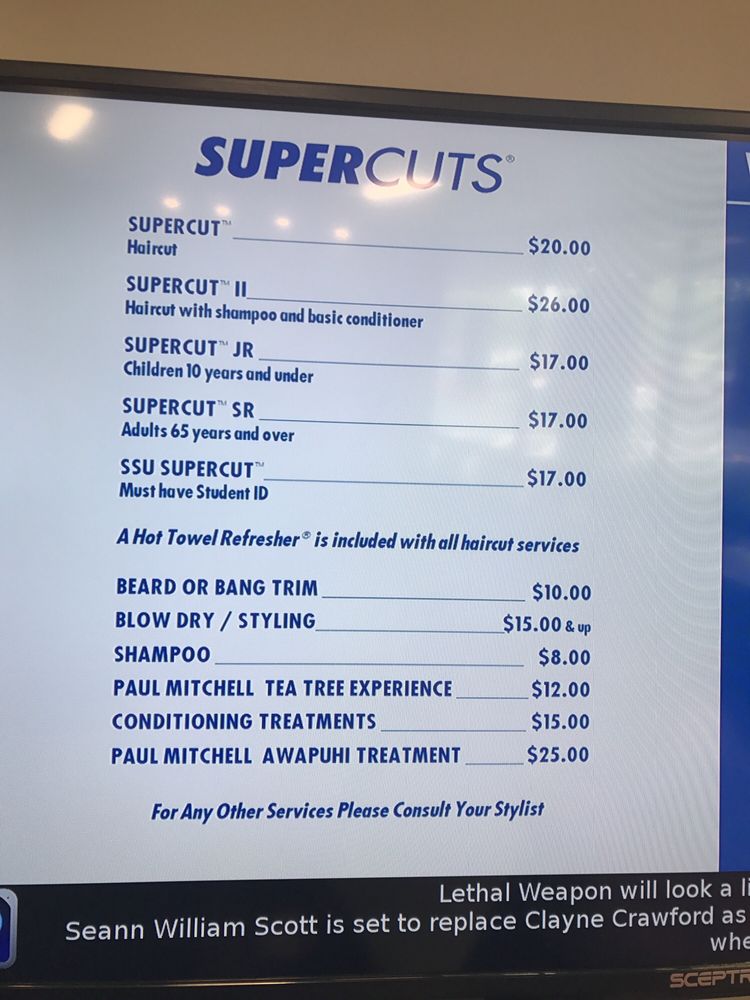 SUPERCUTS®
SUPERCUT™ $20.00
Haircut
SUPERCUT™ II $26.00
Haircut with shampoo and basic conditioner
SUPERCUT™ JR $17.00
Children 10 years and under
SUPERCUT™ SR $17.00
Adults 65 years and over
SSU SUPERCUT™ $17.00
Must have Student ID
A Hot Towel Refresher® is included with all haircut services
BEARD OR BANG TRIM $10.00
BLOW DRY / STYLING $15.00 & up
SHAMPOO $8.00
PAUL MITCHELL TEA TREE EXPERIENCE $12.00
CONDITIONING TREATMENTS $15.00
PAUL MITCHELL AWAPUHI TREATMENT $25.00
For Any Other Services Please Consult Your Stylist
Lethal Weapon will look a
Seann William Scott is set to replace Clayne Crawford as